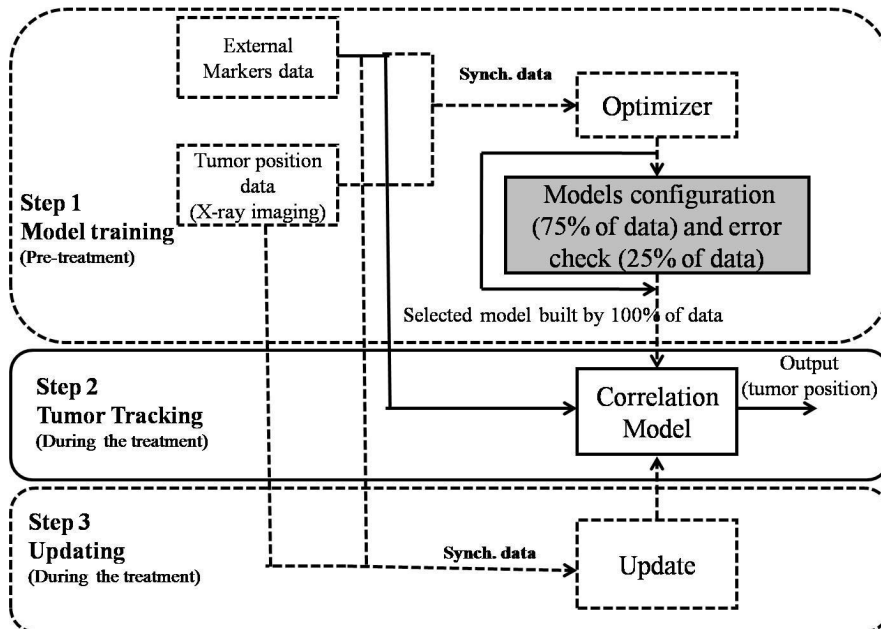 External
Markers data
Synch. data
Optimizer
Tumor position
data
(X-ray imaging)
Step 1
Model training
(Pre-treatment)
Models configuration
(75% of data) and error
check (25% of data)
Selected model built by 100% of data
Step 2
Tumor Tracking
(During the treatment)
Correlation
Model
Output
(tumor position)
Step 3
Updating
(During the treatment)
Synch. data
Update